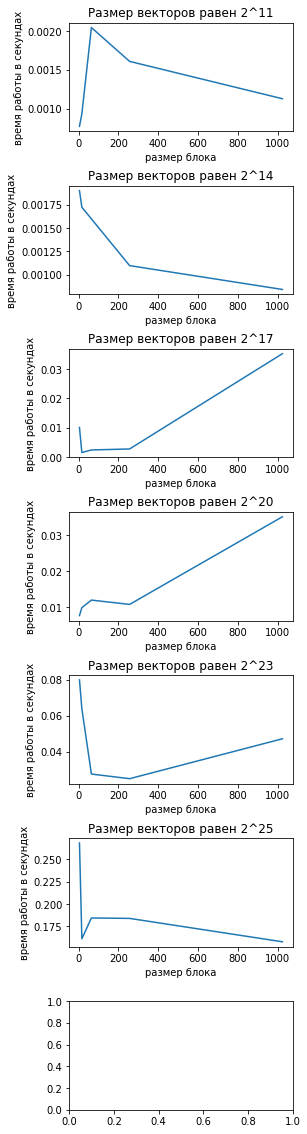 Размер векторов равен 2^11
0.0020
0.0015
0.0010
время работы в секундах
0 200 400 600 800 1000
размер блока
Размер векторов равен 2^14
0.00175
0.00150
0.00125
0.00100
время работы в секундах
0 200 400 600 800 1000
размер блока
Размер векторов равен 2^17
0.03
0.02
0.01
0.00
время работы в секундах
0 200 400 600 800 1000
размер блока
Размер векторов равен 2^20
0.03
0.02
0.01
время работы в секундах
0 200 400 600 800 1000
размер блока
Размер векторов равен 2^23
0.08
0.06
0.04
время работы в секундах
0 200 400 600 800 1000
размер блока
Размер векторов равен 2^25
0.250
0.225
0.200
0.175
время работы в секундах
0 200 400 600 800 1000
размер блока
1.0
0.8
0.6
0.4
0.2
0.0
0.0 0.2 0.4 0.6 0.8 1.0